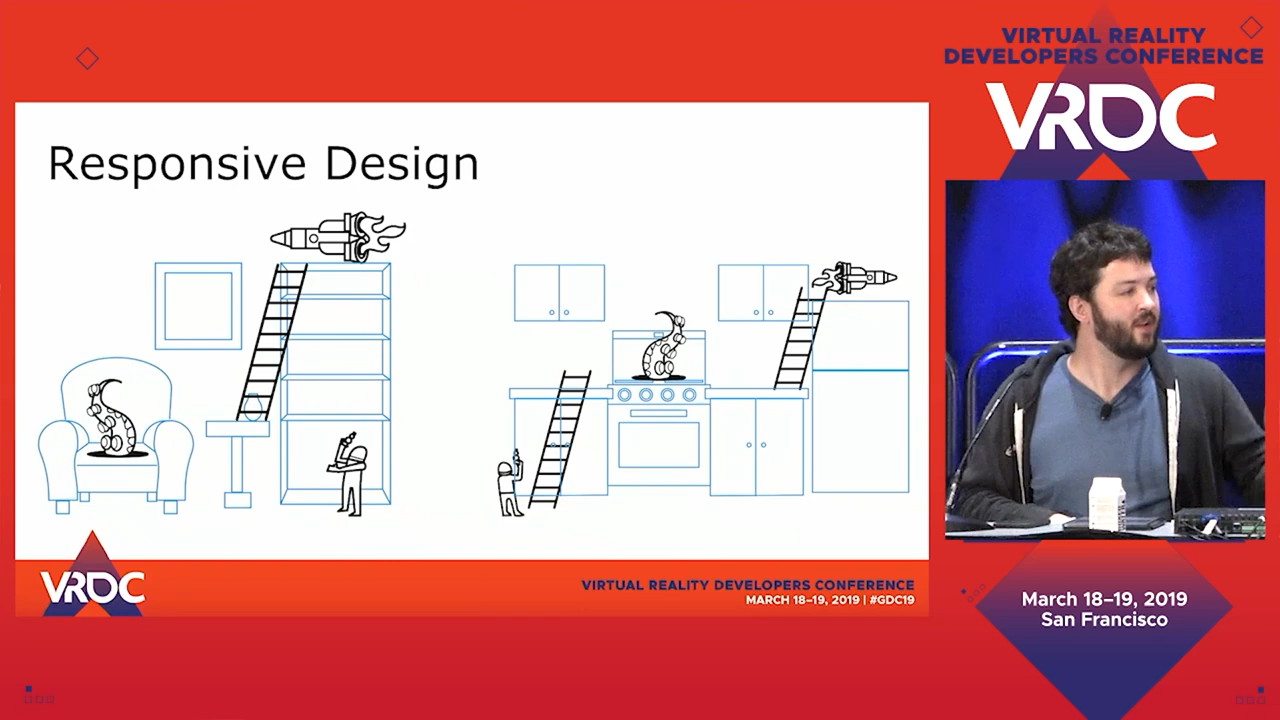 VIRTUAL REALITY
DEVELOPERS CONFERENCE
VRDC
Responsive Design
VRDC
VIRTUAL REALITY DEVELOPERS CONFERENCE
MARCH 18–19, 2019 | #GDC19
March 18–19, 2019
San Francisco